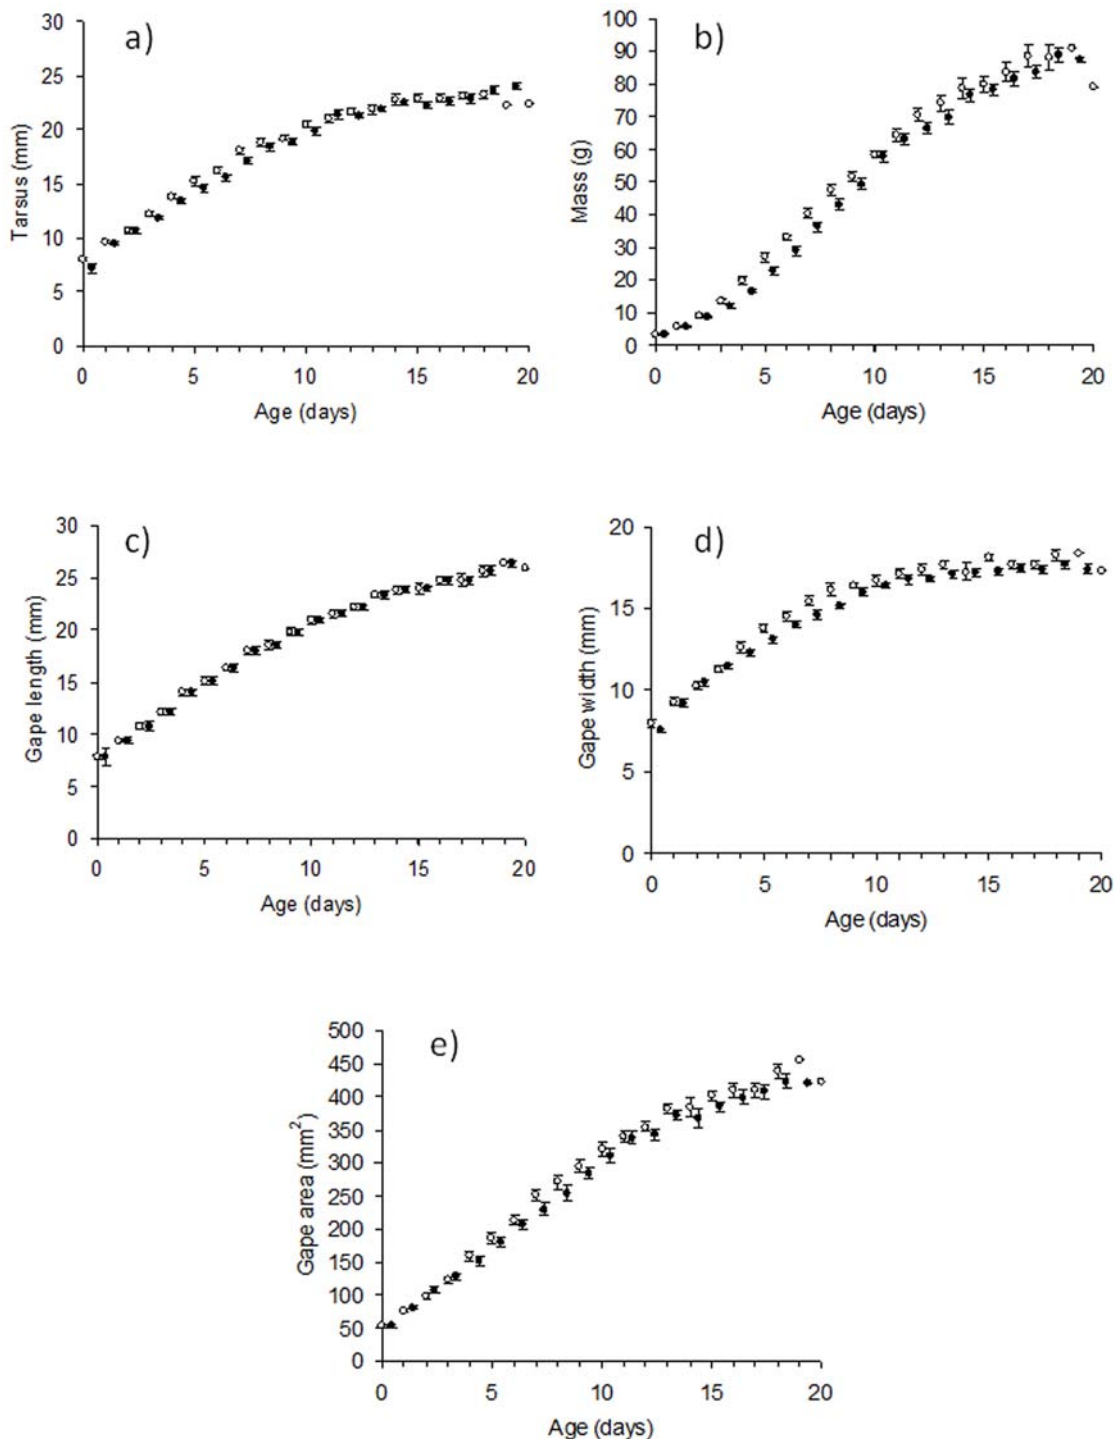 a)
Tarsus (mm)
30
25
20
15
10
5
0
0 5 10 15 20
Age (days)
b)
Mass (g)
100
90
80
70
60
50
40
30
20
10
0
0 5 10 15 20
Age (days)
c)
Gape length (mm)
30
25
20
15
10
5
0
0 5 10 15 20
Age (days)
d)
Gape width (mm)
20
15
10
5
0
0 5 10 15 20
Age (days)
e)
Gape area (mm²)
500
450
400
350
300
250
200
150
100
50
0
0 5 10 15 20
Age (days)